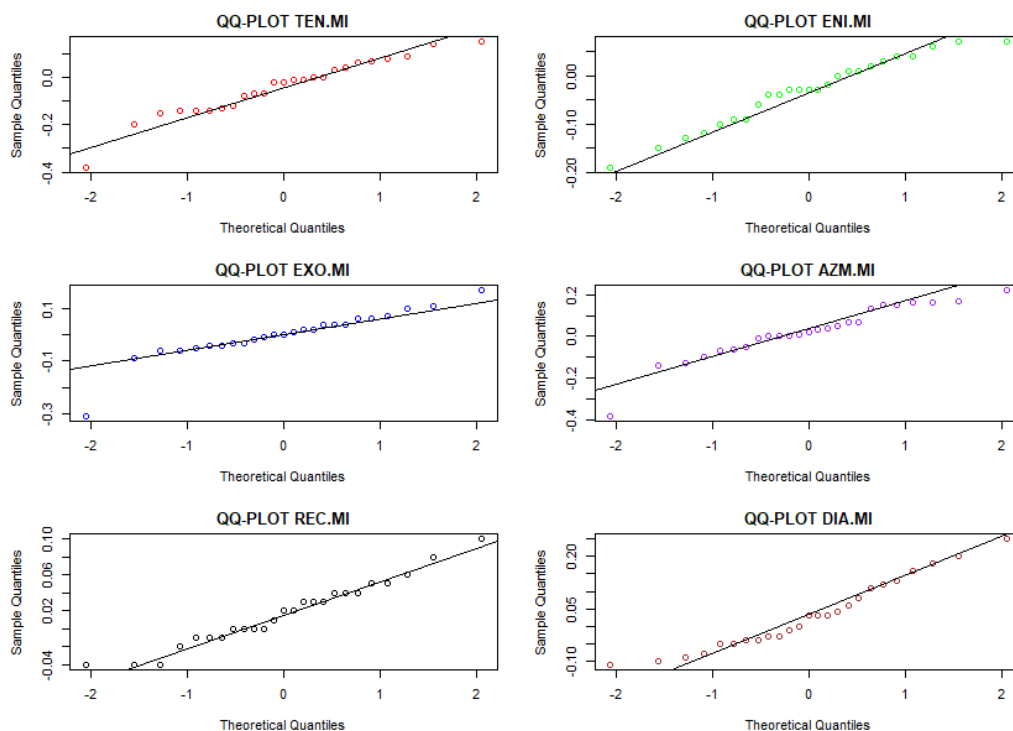 QQ-PLOT TEN.MI
Sample Quantiles
0.0
-0.2
-0.4
-2
-1
0
1
2
Theoretical Quantiles
QQ-PLOT ENI.MI
Sample Quantiles
0.00
-0.10
-0.20
-2
-1
0
1
2
Theoretical Quantiles
QQ-PLOT EXO.MI
Sample Quantiles
0.1
-0.1
-0.3
-2
-1
0
1
2
Theoretical Quantiles
QQ-PLOT AZM.MI
Sample Quantiles
0.2
0.0
-0.2
-0.4
-2
-1
0
1
2
Theoretical Quantiles
QQ-PLOT REC.MI
Sample Quantiles
0.10
0.06
0.02
-0.04
-2
-1
0
1
2
Theoretical Quantiles
QQ-PLOT DIA.MI
Sample Quantiles
0.20
0.05
-0.10
-2
-1
0
1
2
Theoretical Quantiles